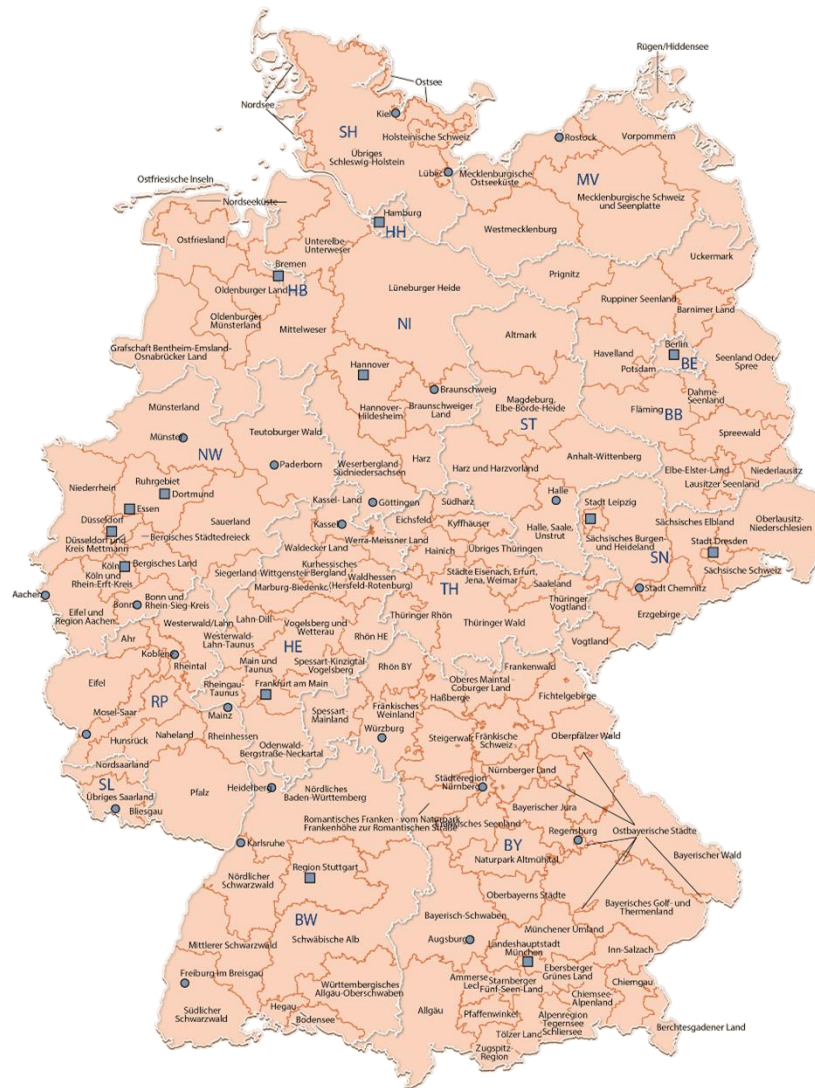 Rügen/Hiddensee
Ostsee
Nordsee
Kiel
SH
Holsteinische Schweiz
Rostock
Vorpommern
Übriges
Schleswig-Holstein
Ostfriesische Inseln
Lübec
Mecklenburgische
Ostseeküste
MV
Mecklenburgische Schweiz
und Seenplatte
Nordseeküste
Hamburg
HH
Westmecklenburg
Ostfriesland
Unterelbe-
Unterweser
Uckermark
Bremen
HB
Oldenburger Land
Lüneburger Heide
Prignitz
Ruppiner Seenland
Barnimer Land
Oldenburger
Münsterland
Mittelweser
NI
Altmark
Grafschaft Bentheim-Emsland-
Osnabrücker Land
Havelland
Berlin
BE
Potsdam
Seenland Oder
Spree
Hannover
Braunschweig
Hannover-
Hildesheim
Braunschweiger
Land
Magdeburg,
Elbe-Börde-Heide
ST
Fläming
BB
Dahme-
Seenland
Münsterland
Münster
NW
Teutoburger Wald
Spreewald
Paderborn
Weserbergland-
Südniedersachsen
Harz
Harz und Harzvorland
Anhalt-Wittenberg
Elbe-Elster-Land
Niederlausitz
Lausitzer Seenland
Niederrhein
Ruhrgebiet
Dortmund
Essen
Kassel- Land
Göttingen
Südharz
Halle
Stadt Leipzig
Düsseldorf
Düsseldorf und
Kreis Mettmann
Sauerland
Bergisches Städtedreieck
Kassel
Eichsfeld
Kyffhäuser
Halle, Saale,
Unstrut
Sächsisches Burgen-
und Heideland
Sächsisches Elbland
Oberlausitz-
Niederschlesien
SN
Stadt Dresden
Sächsische Schweiz
Werra-Meissner Land
Waldecker Land
Hainich
Übriges Thüringen
Köln
Bergisches Land
Köln und
Rhein-Erft-Kreis
Kurhessisches
Bergland
Siegerland-Wittgenstein
Waldhessen
(Hersfeld-Rotenburg)
Marburg-Biedenko
Städte Eisenach, Erfurt,
Jena, Weimar
TH
Saaleland
Thüringer
Vogtland
Stadt Chemnitz
Erzgebirge
Aachen
Bonn
Bonn und
Rhein-Sieg-Kreis
Eifel und
Region Aachen
Westerwald/Lahn
Lahn-Dill
Vogelsberg und
Wetterau
Thüringer Rhön
Thüringer Wald
Vogtland
Ahr
Koblenz
Rheintal
Westerwald-
Lahn-Taunus
HE
Rhön HE
Main und
Taunus
Spessart-Kinzigtal
Vogelsberg
Rhön BY
Frankenwald
Oberes Maintal-
Coburger Land
Eifel
RP
Rheingau-
Taunus
Frankfurt am Main
Haßberge
Fichtelgebirge
Mosel-Saar
Mainz
Spessart-
Mainland
Fränkisches
Weinland
Würzburg
Steigerwald
Fränkische
Schweiz
Oberpfälzer Wald
Hunsrück
Naheland
Rheinhessen
Odenwald-
Bergstraße-Neckartal
Nordsaarland
SL
Übriges Saarland
Bliesgau
Pfalz
Heidelberg
Nördliches
Baden-Württemberg
Städteregion
Nürnberg
Nürnberger Land
Bayerischer Jura
Romantisches Franken - vom Naturpark
Frankenhöhe zur Romantischen Straße
Fränkisches Seenland
Regensburg
Ostbayerische Städte
Karlsruhe
BY
Naturpark Altmühltal
Bayerischer Wald
Nördlicher
Schwarzwald
Region Stuttgart
Oberbayerns Städte
Bayerisches Golf- und
Thermenland
BW
Bayerisch-Schwaben
Münchener Umland
Mittlerer Schwarzwald
Schwäbische Alb
Augsburg
Landeshauptstadt
München
Inn-Salzach
Freiburg im Breisgau
Württembergisches
Allgäu-Oberschwaben
Ammersee
Starnberger
Fünf-Seen-Land
Ebersberger
Grünes Land
Chiemgau
Südlicher
Schwarzwald
Hegau
Bodensee
Allgäu
Pfaffenwinkel
Chiemsee-
Alpenland
Alpenregion
Tegernsee
Schliersee
Tölzer Land
Berchtesgadener Land
Zugspitz-
Region